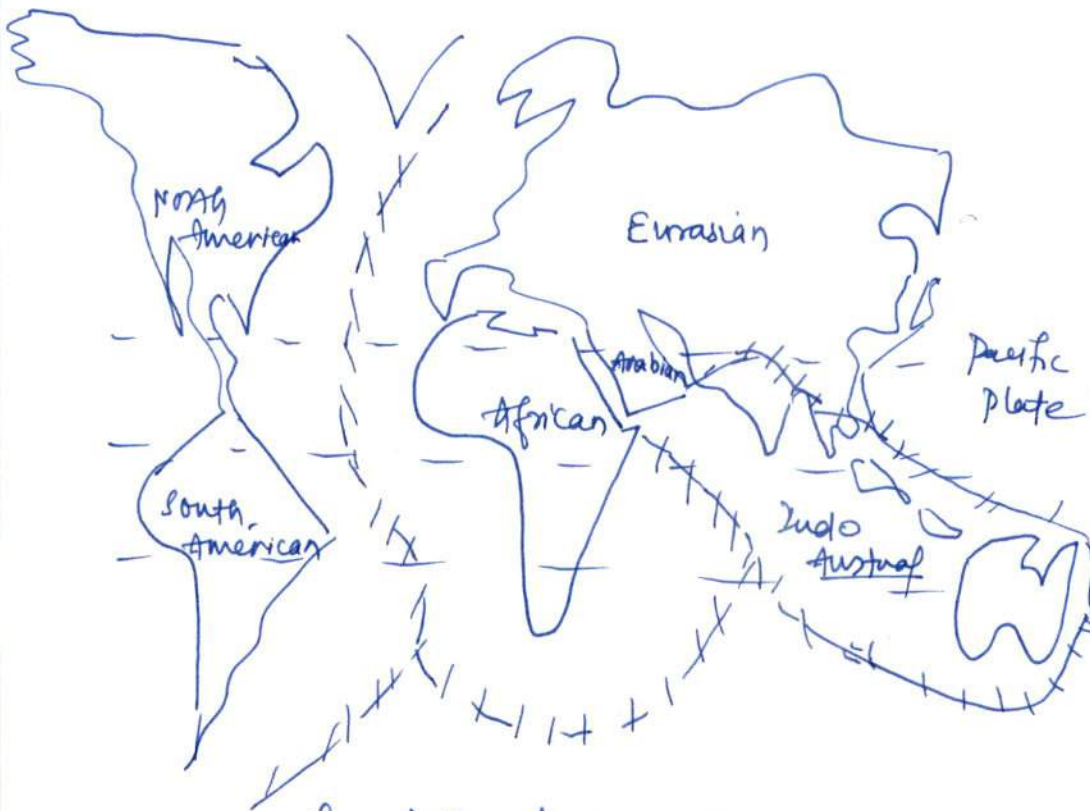 North
American
Eurasian
Pacific
Plate
Arabian
African
South
American
Indo
Austral